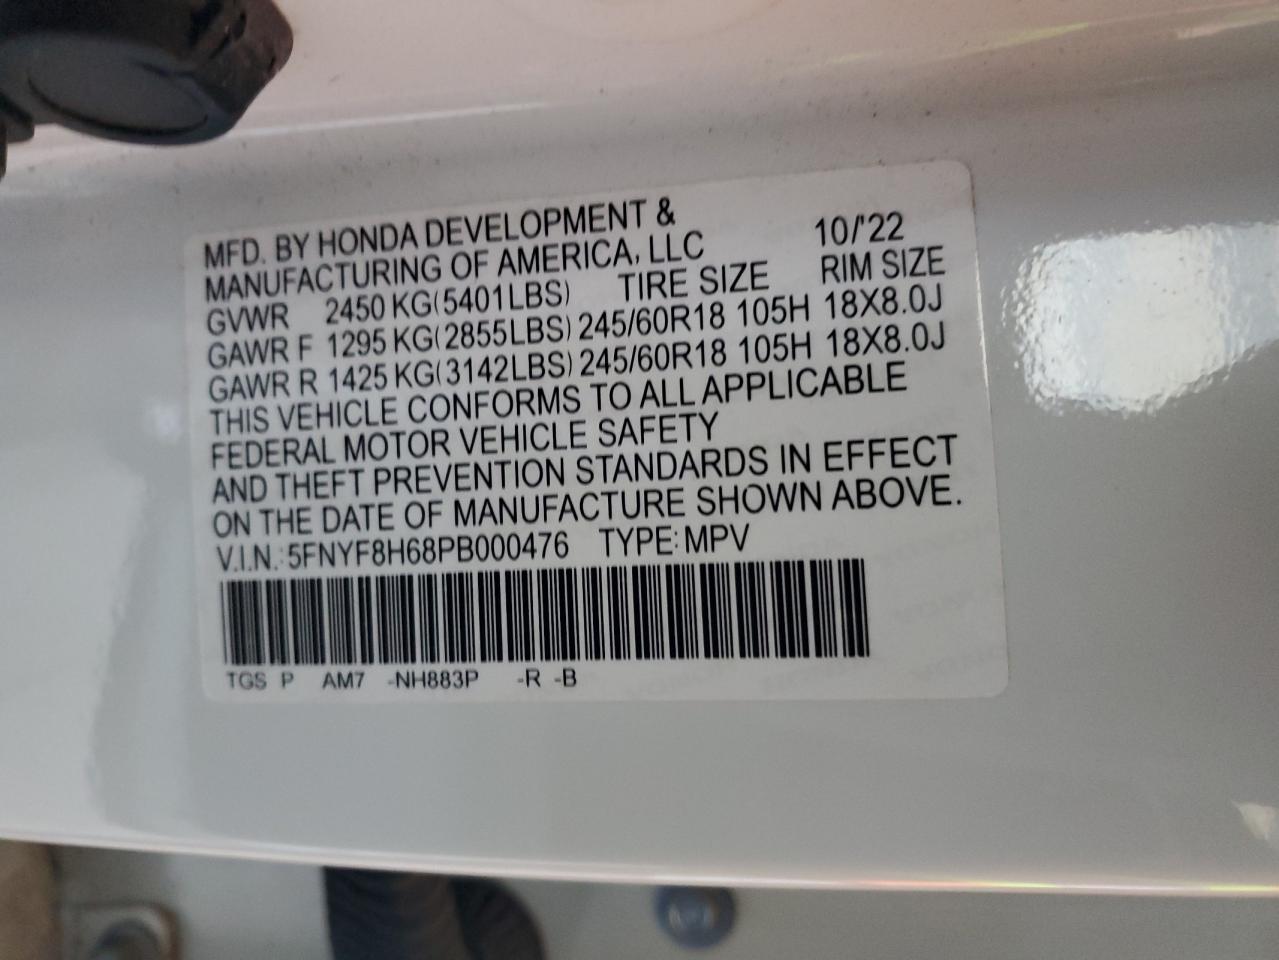 MFD. BY HONDA DEVELOPMENT &
MANUFACTURING OF AMERICA, LLC 10/'22
GVWR 2450 KG(5401LBS) TIRE SIZE RIM SIZE
GAWR F 1295 KG(2855LBS) 245/60R18 105H 18X8.0J
GAWR R 1425 KG(3142LBS) 245/60R18 105H 18X8.0J
THIS VEHICLE CONFORMS TO ALL APPLICABLE
FEDERAL MOTOR VEHICLE SAFETY
AND THEFT PREVENTION STANDARDS IN EFFECT
ON THE DATE OF MANUFACTURE SHOWN ABOVE.
V.I.N.: 5FNYF8H68PB000476 TYPE: MPV
TGS P AM7 -NH883P -R -B